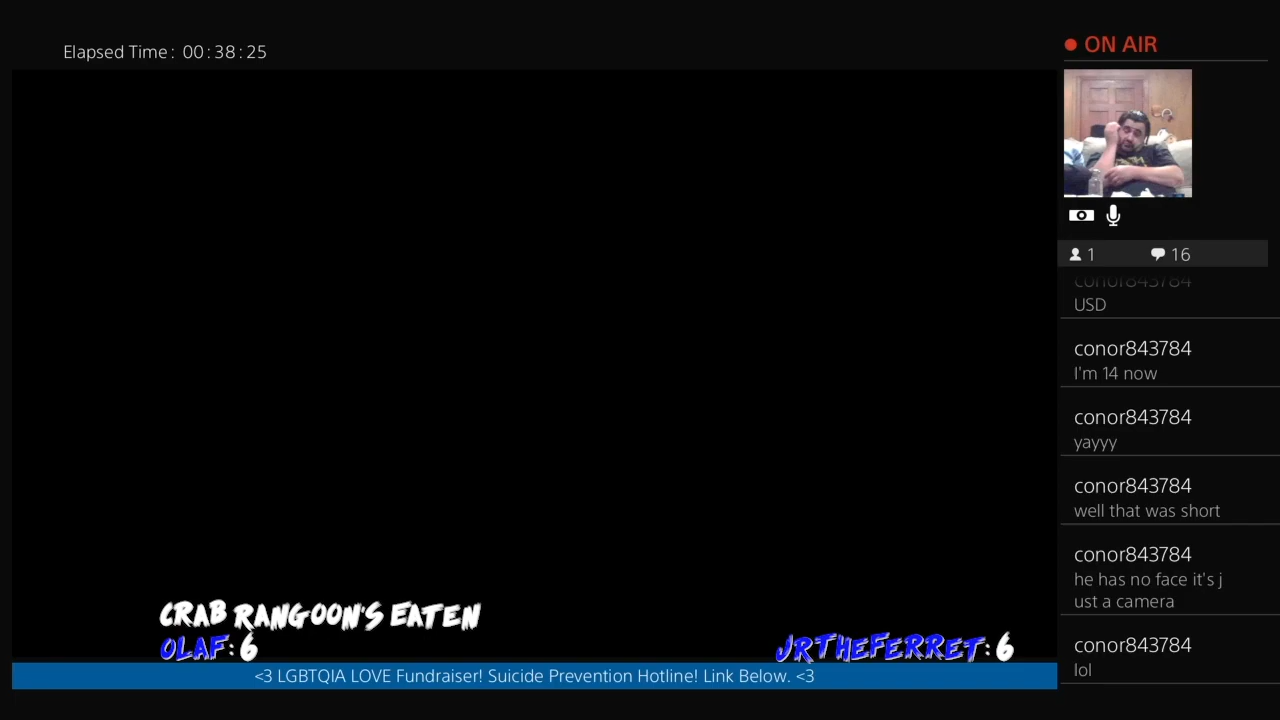 Elapsed Time: 00:38:25
ON AIR
1 16
conor843784
USD
conor843784
I'm 14 now
conor843784
yayyy
conor843784
well that was short
conor843784
he has no face it's j
ust a camera
conor843784
lol
CRAB RANGOON'S EATEN
OLAF: 6
JRTHEFERRET: 6
<3 LGBTQIA LOVE Fundraiser! Suicide Prevention Hotline! Link Below. <3